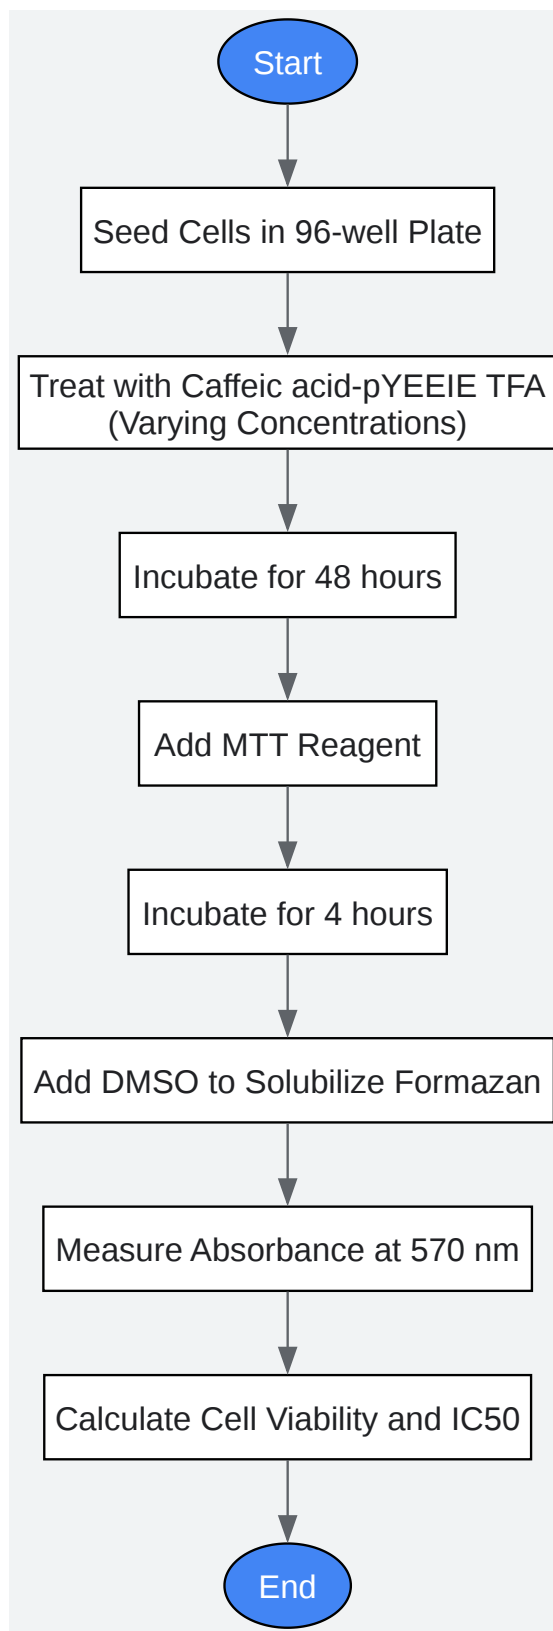 Start
Seed Cells in 96-well Plate
Treat with Caffeic acid-pYEEIE TFA
(Varying Concentrations)
Incubate for 48 hours
Add MTT Reagent
Incubate for 4 hours
Add DMSO to Solubilize Formazan
Measure Absorbance at 570 nm
Calculate Cell Viability and IC50
End